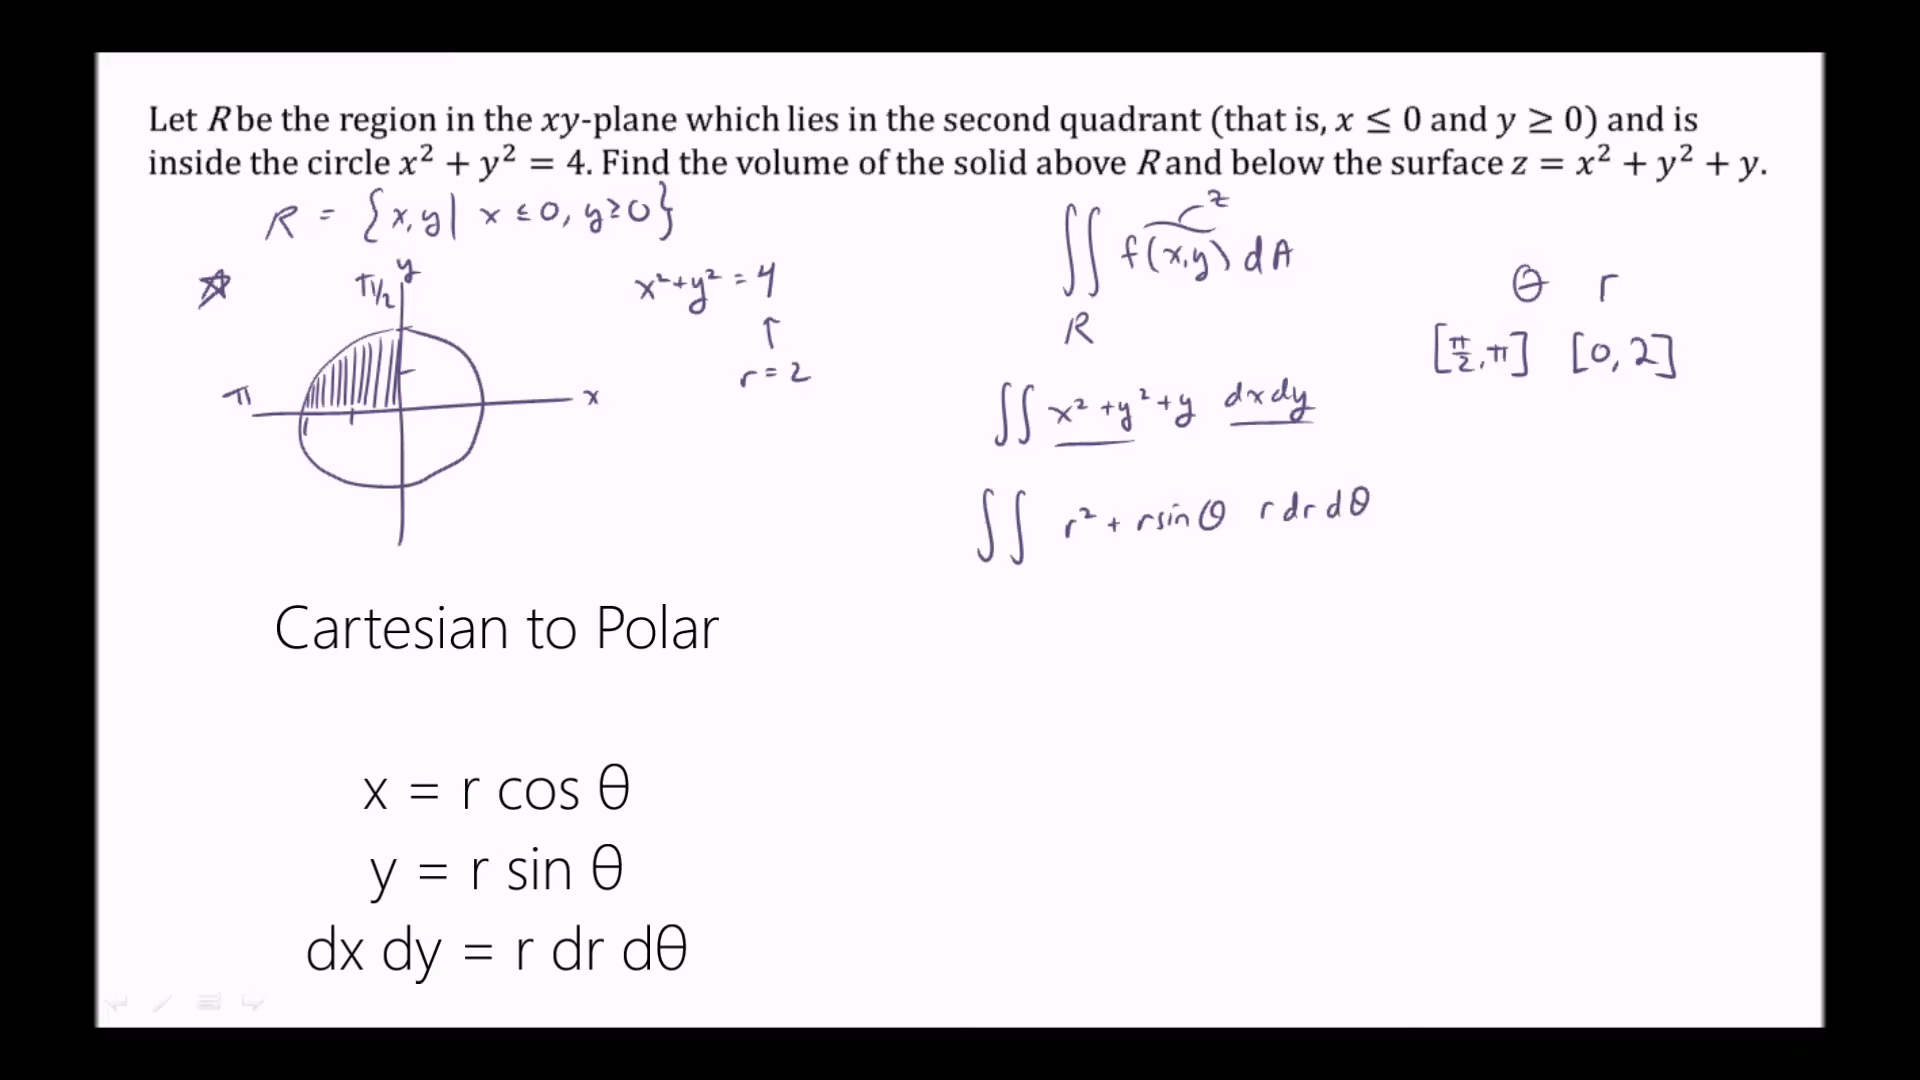 Let R be the region in the xy-plane which lies in the second quadrant (that is, x ≤ 0 and y ≥ 0) and is
inside the circle x² + y² = 4. Find the volume of the solid above R and below the surface z = x² + y² + y.
R = {x,y| x ≤ 0, y ≥ 0}
π/2 y
π x
x² + y² = 4
↑
r = 2
z
∬ f(x,y) dA
R
∬ x² + y² + y dxdy
∬ r² + rsinθ r dr dθ
θ r
[π/2, π] [0, 2]
Cartesian to Polar
x = r cos θ
y = r sin θ
dx dy = r dr dθ